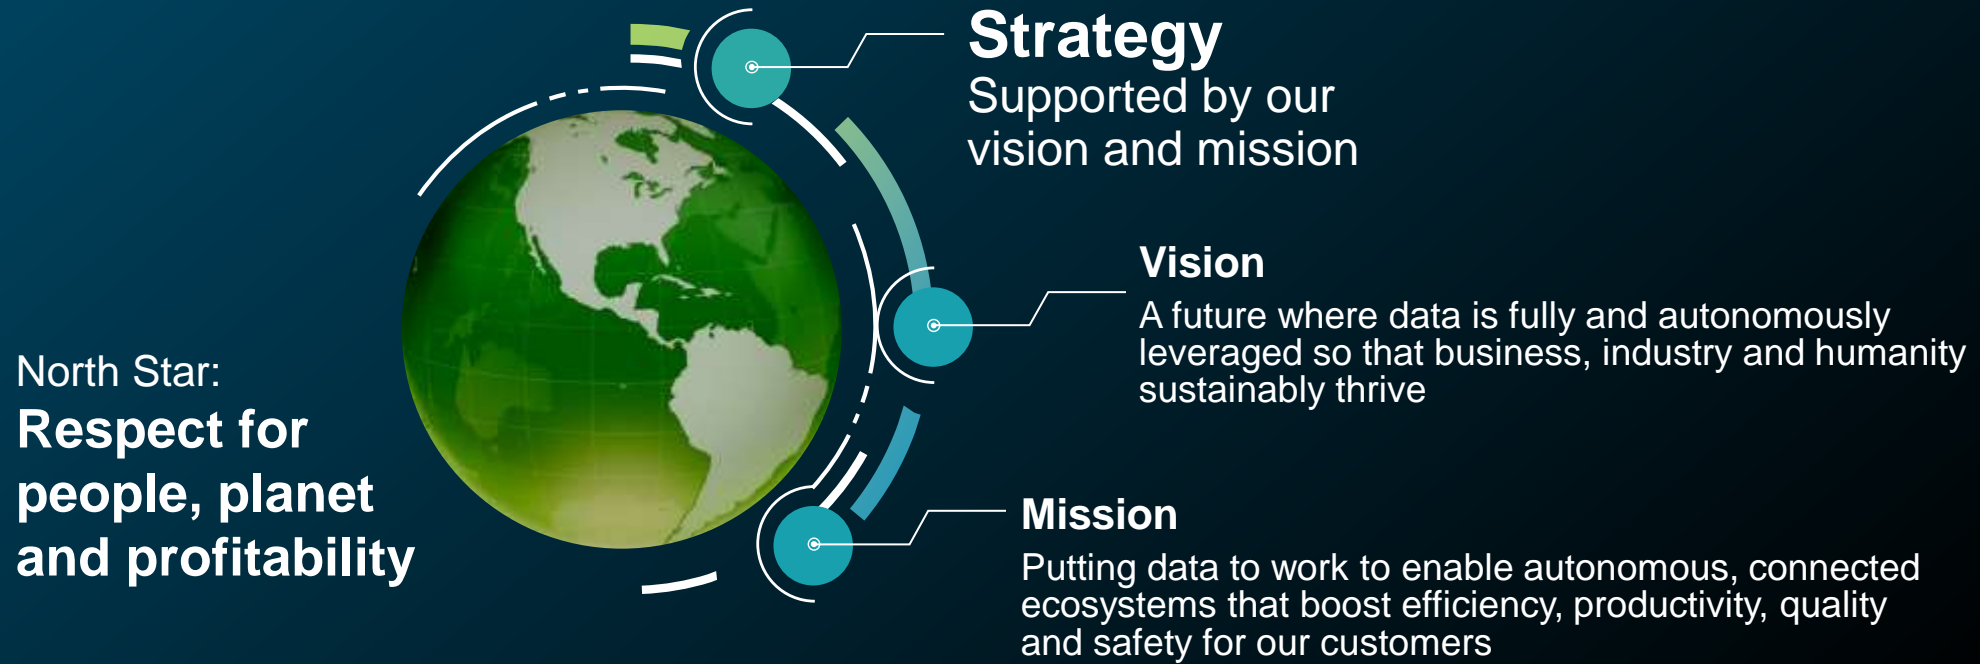 Strategy
Supported by our
vision and mission
Vision
A future where data is fully and autonomously
leveraged so that business, industry and humanity
sustainably thrive
North Star:
Respect for
people, planet
and profitability
Mission
Putting data to work to enable autonomous, connected
ecosystems that boost efficiency, productivity, quality
and safety for our customers